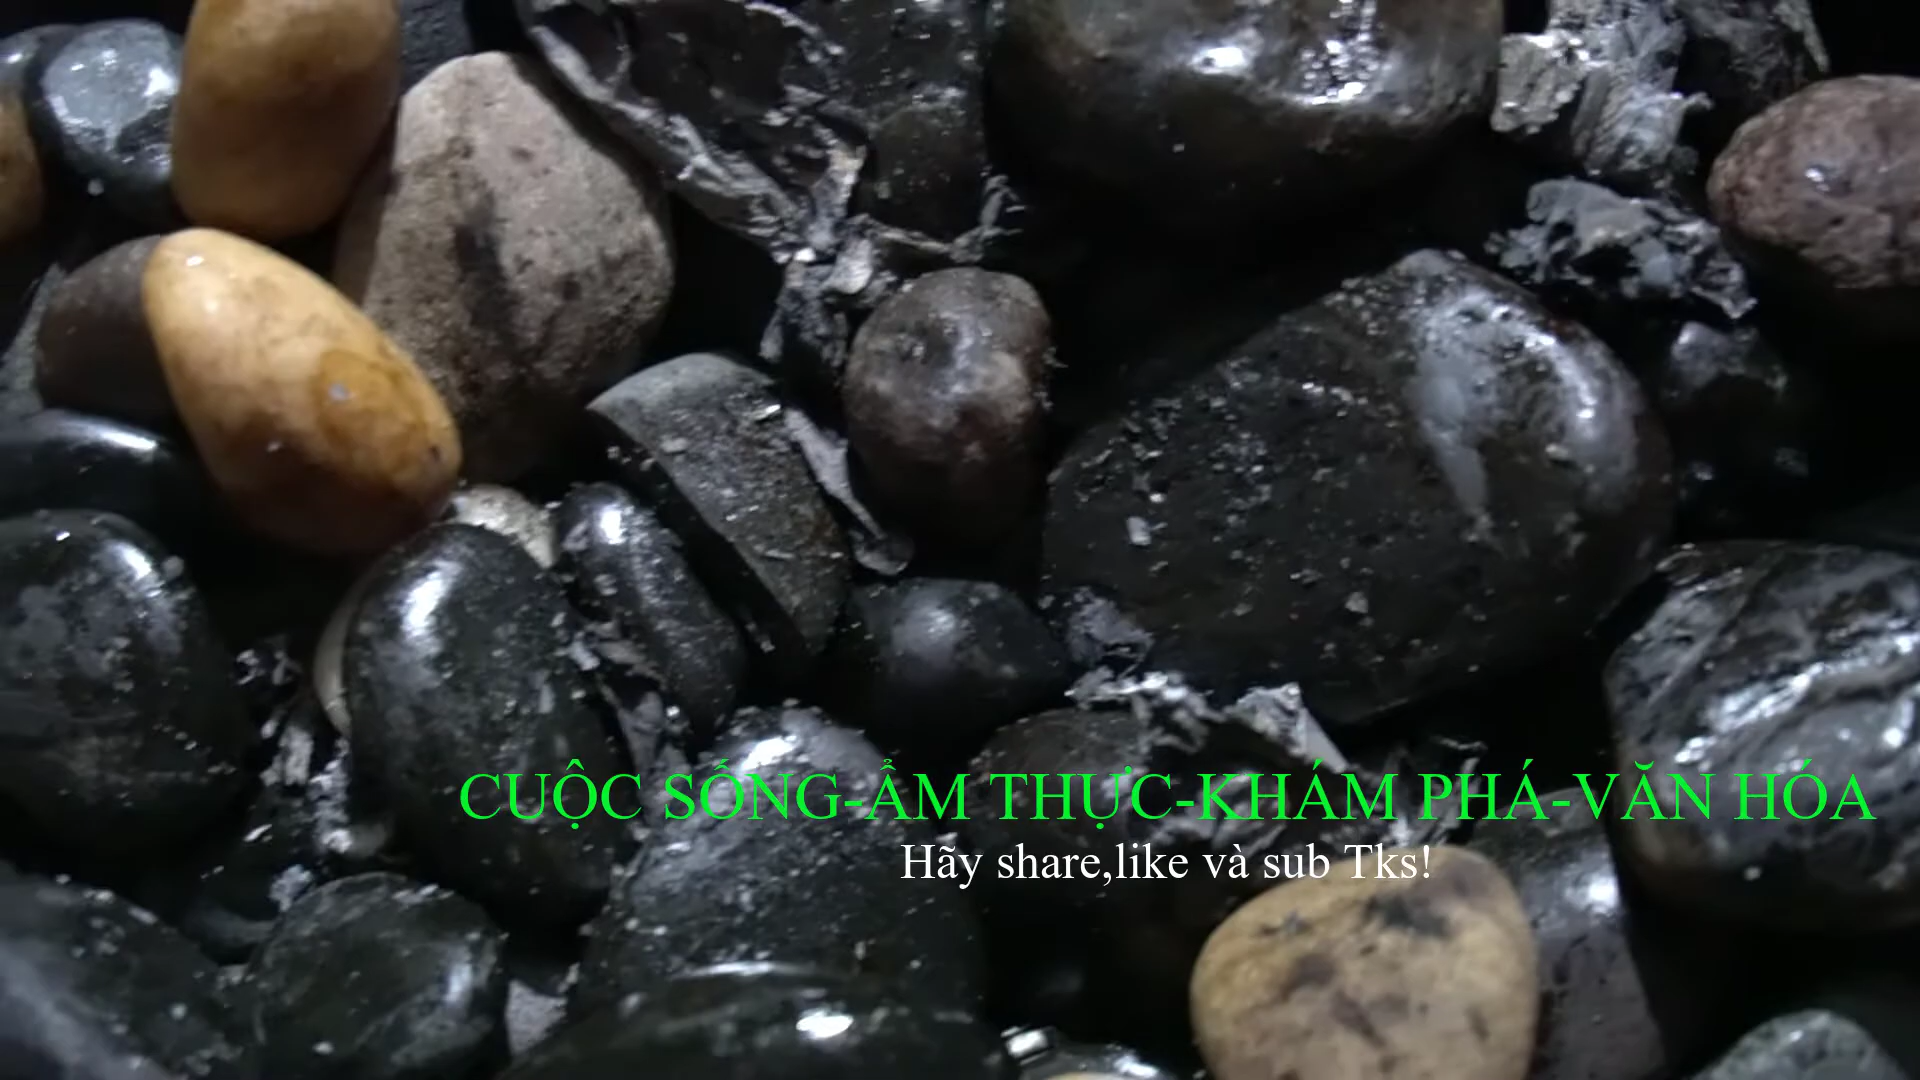 CUỘC SỐNG-ẨM THỰC-KHÁM PHÁ-VĂN HÓA
Hãy share,like và sub Tks!